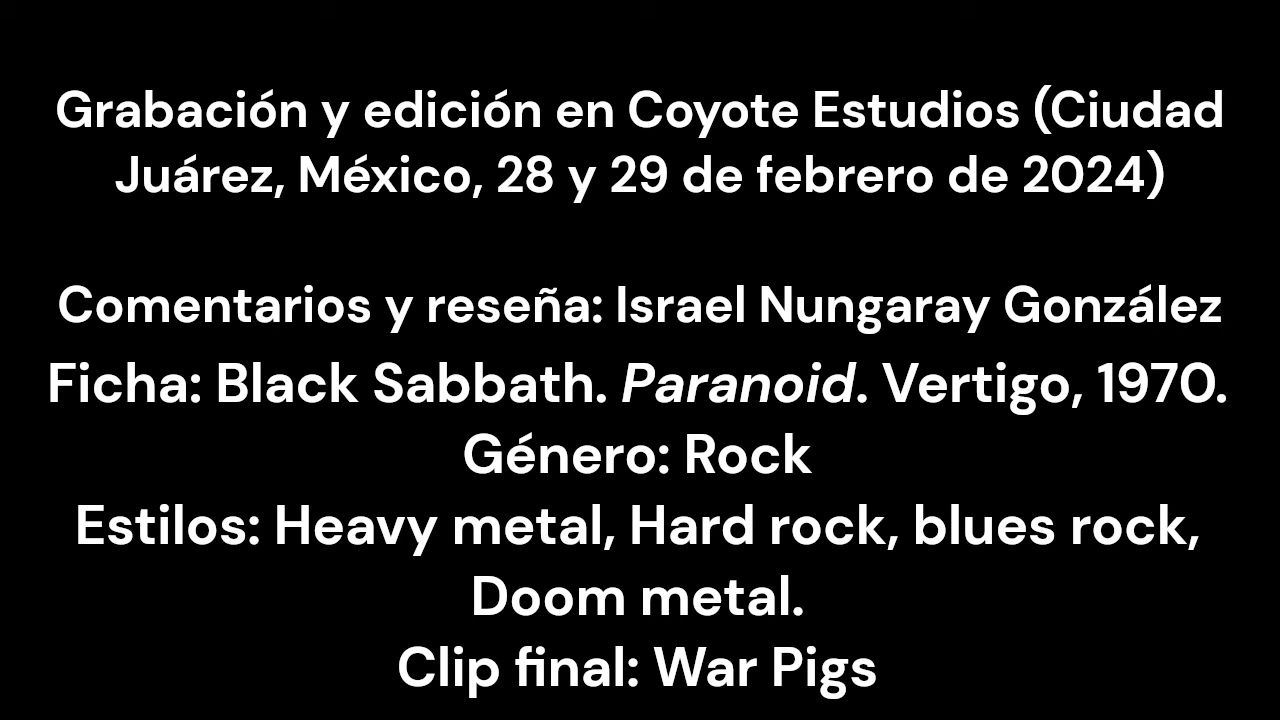 Grabación y edición en Coyote Estudios (Ciudad
Juárez, México, 28 y 29 de febrero de 2024)
Comentarios y reseña: Israel Nungaray González
Ficha: Black Sabbath. Paranoid. Vertigo, 1970.
Género: Rock
Estilos: Heavy metal, Hard rock, blues rock,
Doom metal.
Clip final: War Pigs